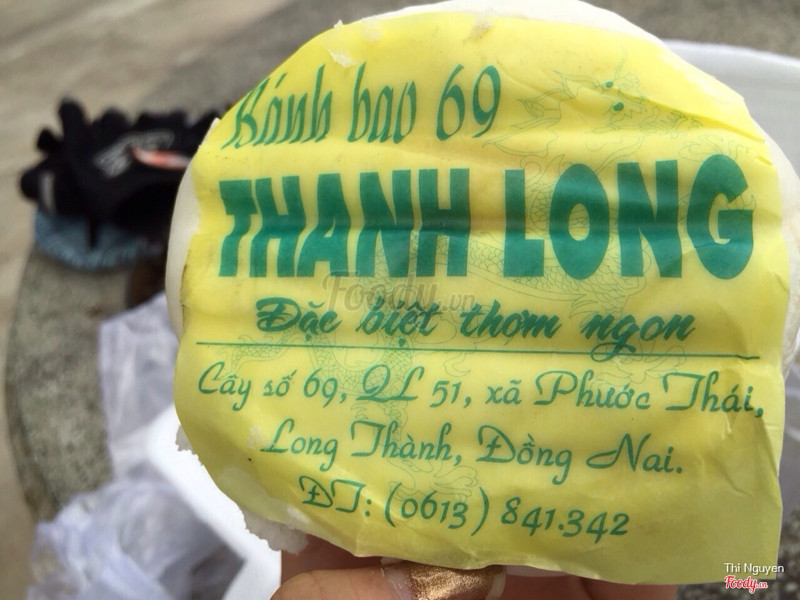 Bánh bao 69
THANH LONG
Foody.vn
Đặc biệt thơm ngon
Cây số 69, QL 51, xã Phước Thái,
Long Thành, Đồng Nai.
ĐT: (0613) 841.342
Thi Nguyen
Foody.vn